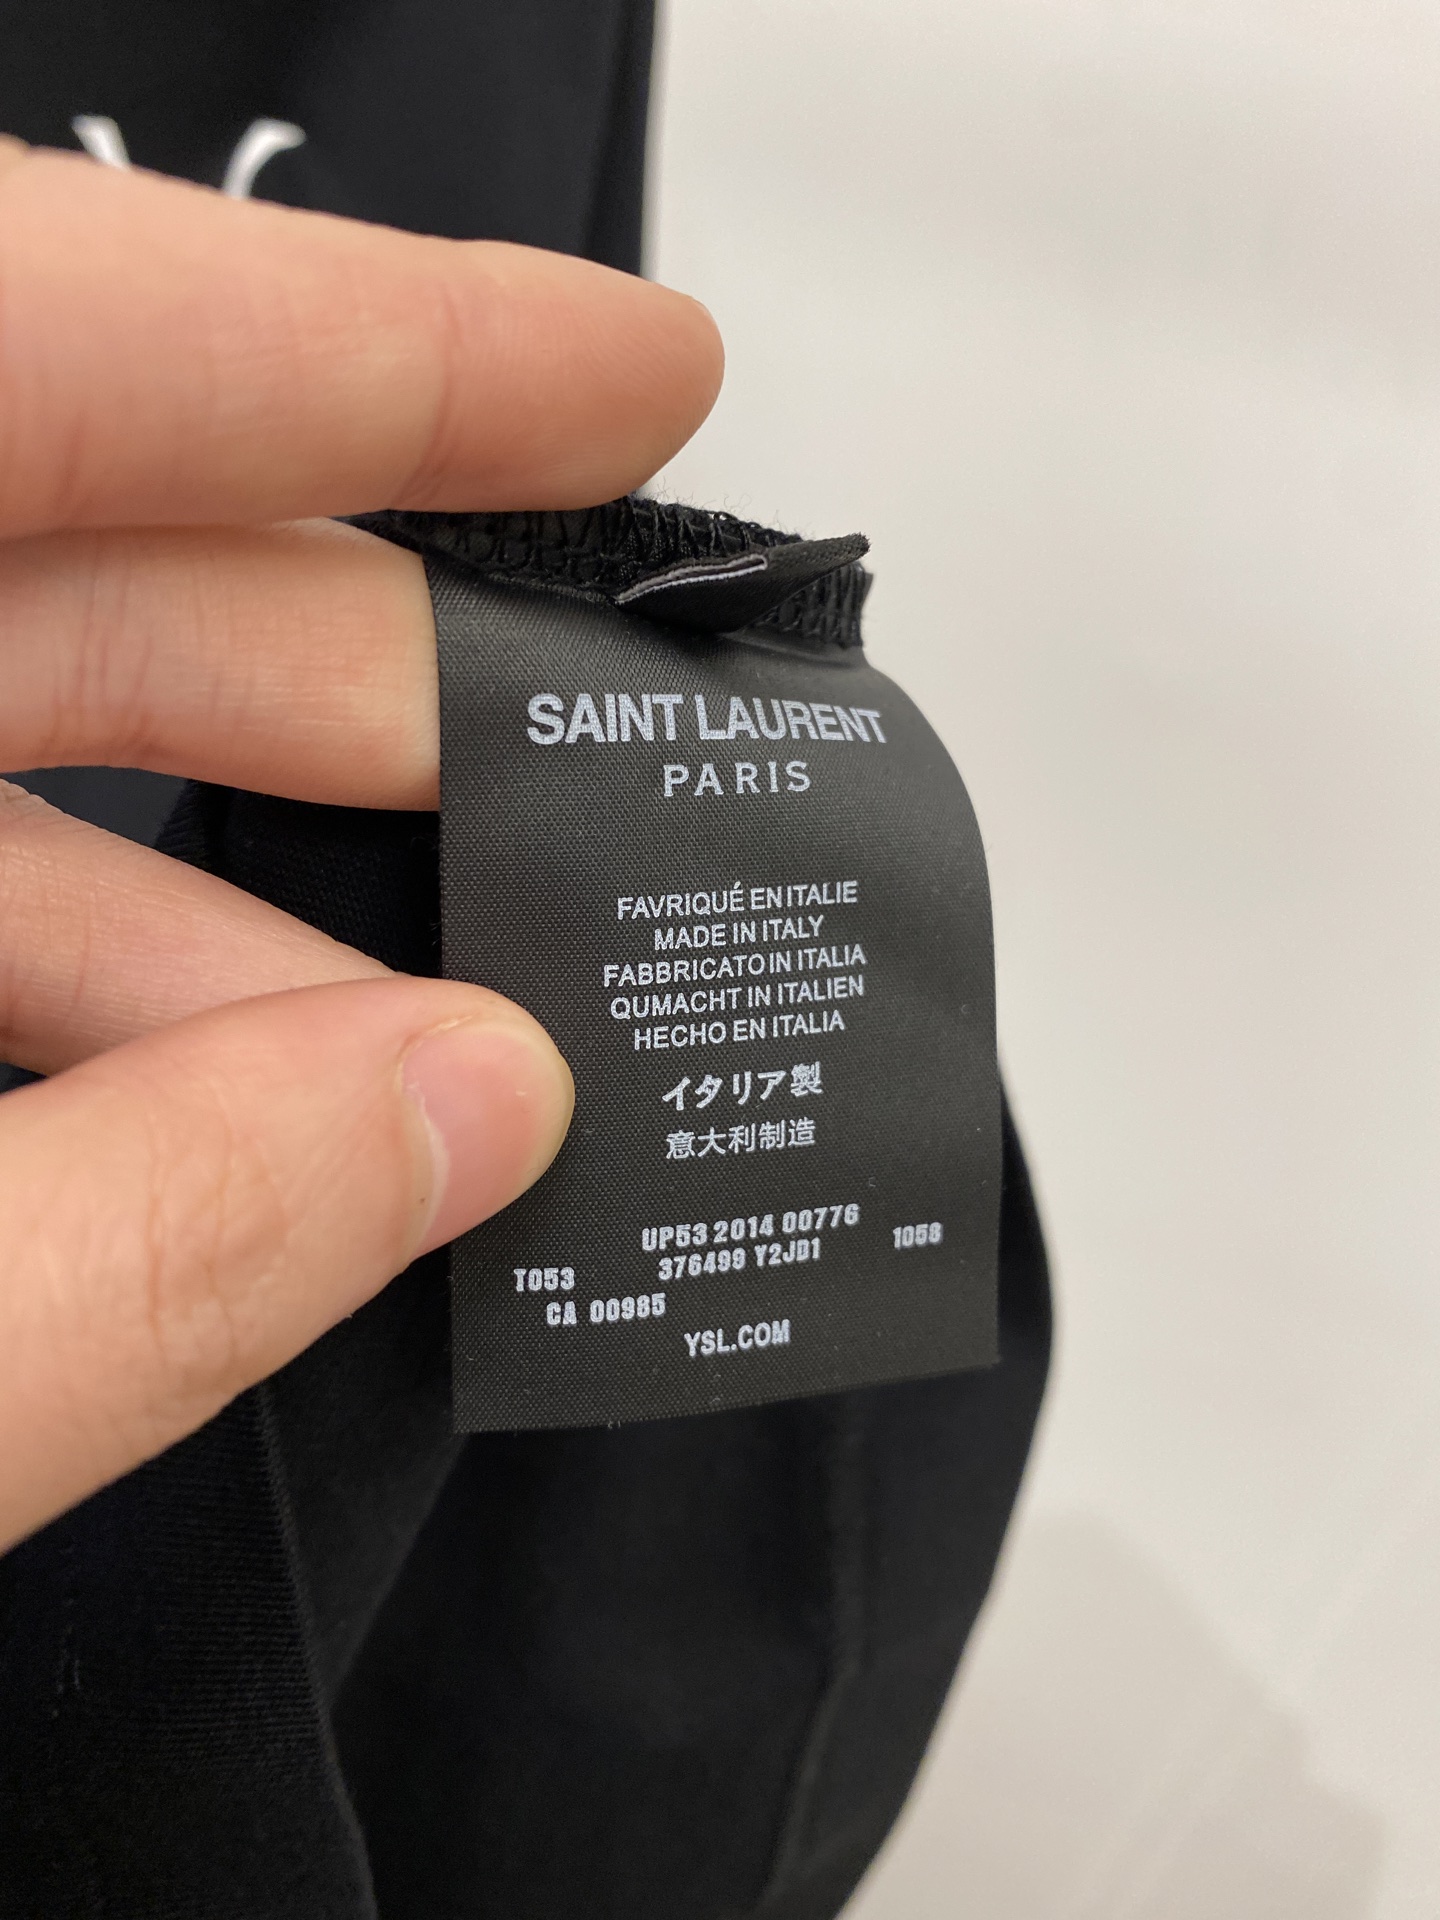 SAINT LAURENT
PARIS
FAVRIQUÉ EN ITALIE
MADE IN ITALY
FABBRICATO IN ITALIA
QUMACHT IN ITALIEN
HECHO EN ITALIA
イタリア製
意大利制造
UP53 2014 00776
376499 Y2JD1
1058
T053
CA 00985
YSL.COM